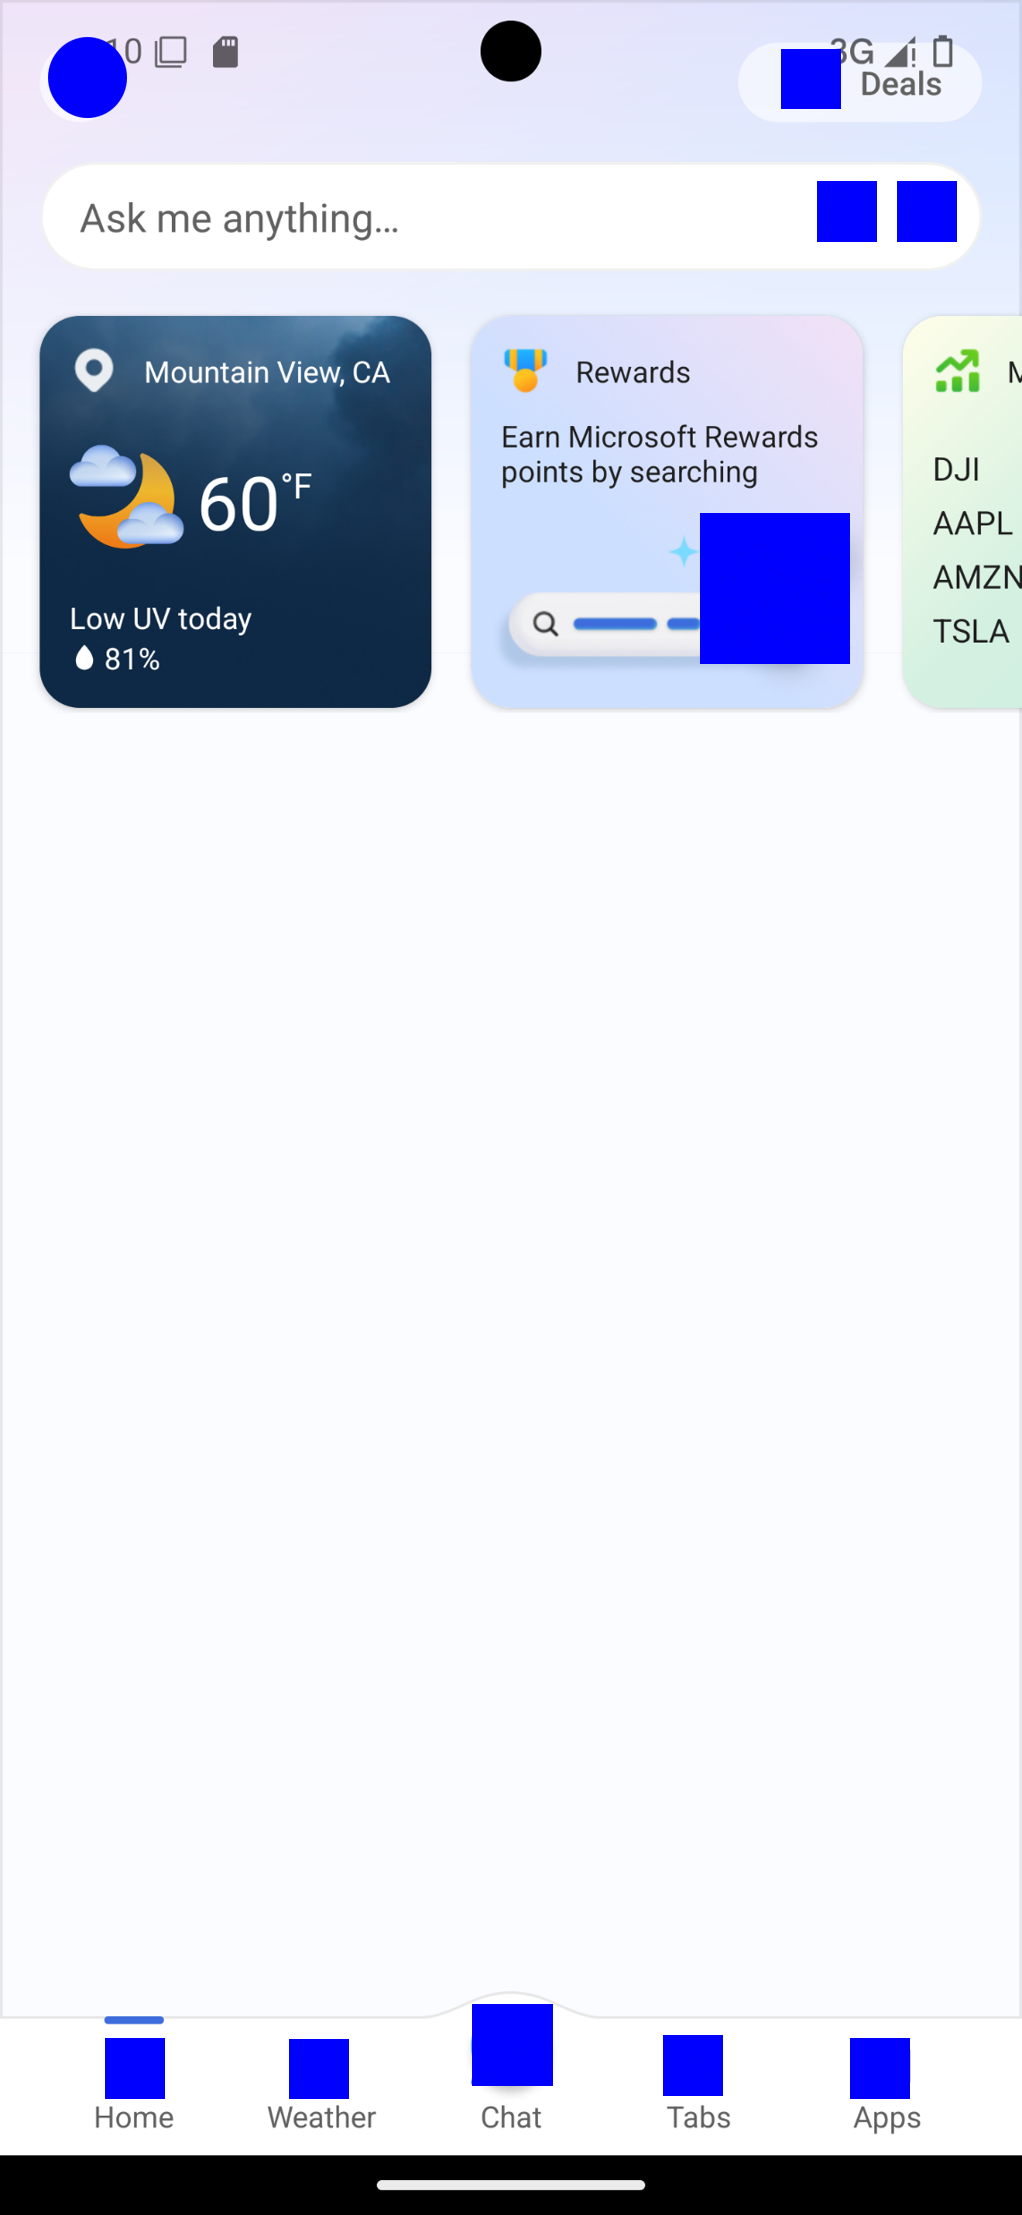 10
3G
Deals
Ask me anything...
Mountain View, CA
60°F
Low UV today
81%
Rewards
Earn Microsoft Rewards
points by searching
DJI
AAPL
AMZN
TSLA
Home
Weather
Chat
Tabs
Apps